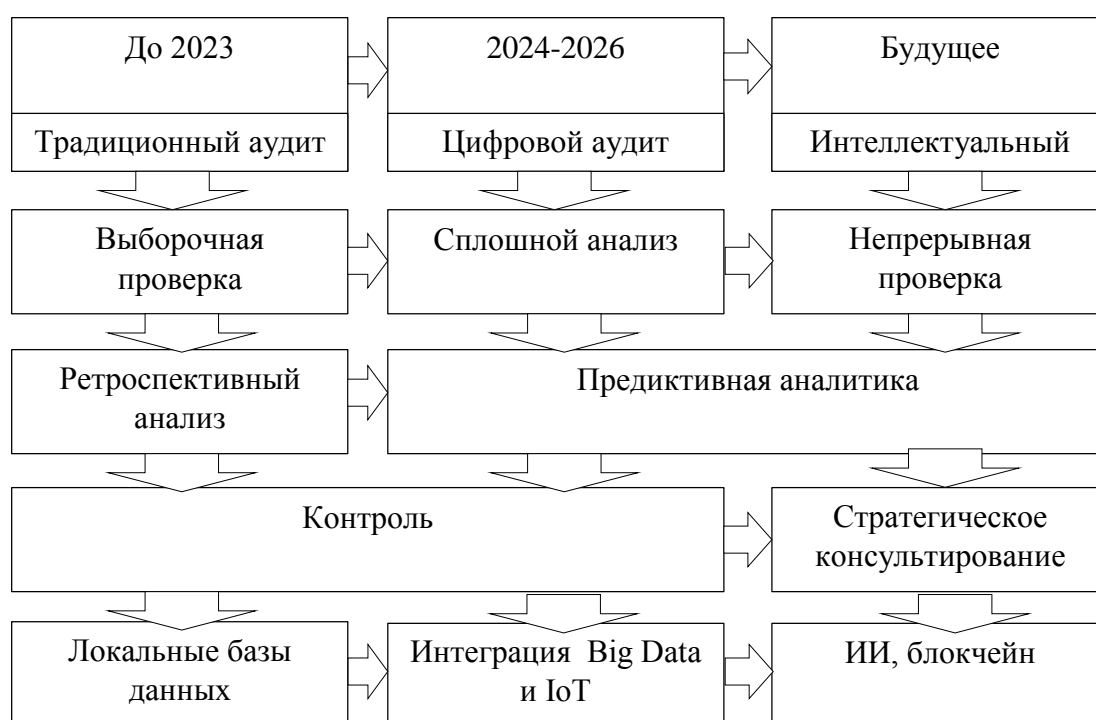 До 2023
2024-2026
Будущее
Традиционный аудит
Цифровой аудит
Интеллектуальный
Выборочная
проверка
Сплошной анализ
Непрерывная
проверка
Ретроспективный
анализ
Предиктивная аналитика
Контроль
Стратегическое
консультирование
Локальные базы
данных
Интеграция Big Data
и IoT
ИИ, блокчейн